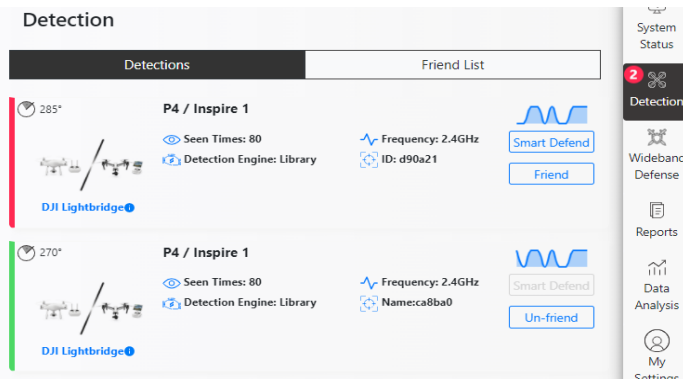 Detection
Detections
Friend List
285°
P4 / Inspire 1
Seen Times: 80
Frequency: 2.4GHz
Detection Engine: Library
ID: d90a21
Smart Defend
Friend
DJI Lightbridge
270°
P4 / Inspire 1
Seen Times: 80
Frequency: 2.4GHz
Detection Engine: Library
Name:ca8ba0
Smart Defend
Un-friend
DJI Lightbridge
System
Status
2
Detection
Wideband
Defense
Reports
Data
Analysis
My
Settings